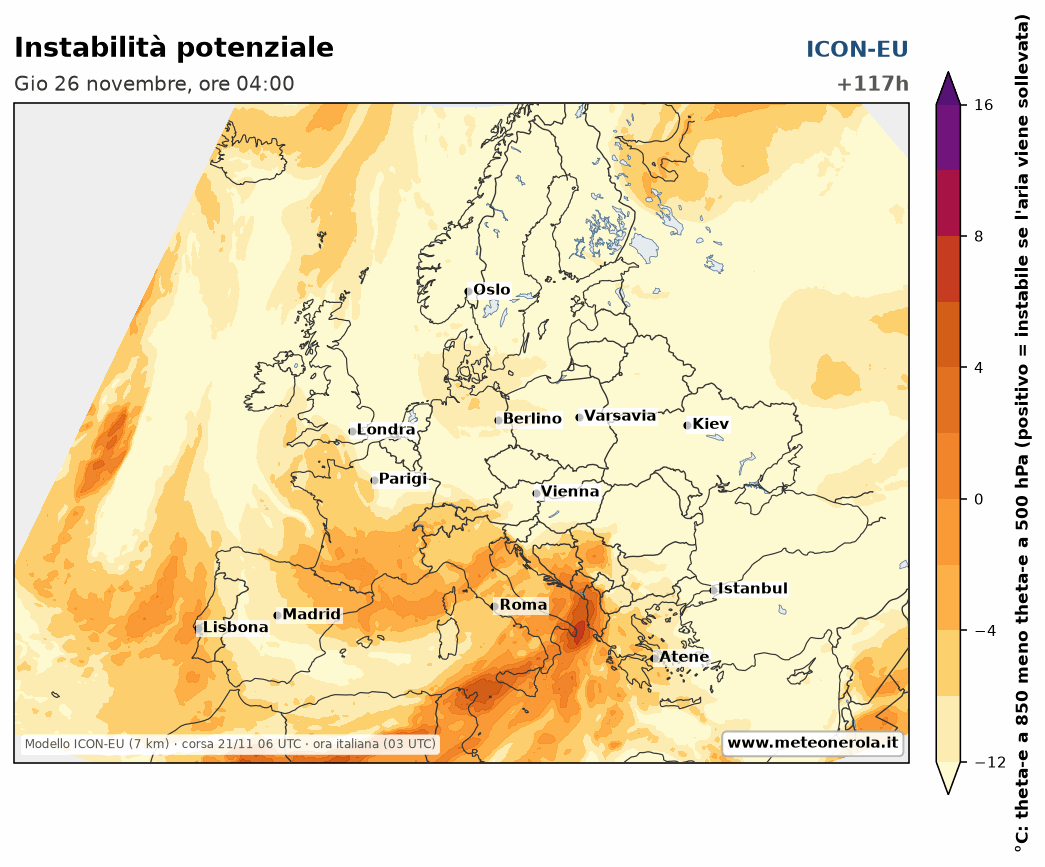 Instabilità potenziale
ICON-EU
Gio 26 novembre, ore 04:00
+117h
Oslo
Londra
Berlino
Varsavia
Kiev
Parigi
Vienna
Istanbul
Roma
Madrid
Lisbona
Atene
Modello ICON-EU (7 km) · corsa 21/11 06 UTC · ora italiana (03 UTC)
www.meteonerola.it
16
8
4
0
−4
−12
°C: theta-e a 850 meno theta-e a 500 hPa (positivo = instabile se l'aria viene sollevata)